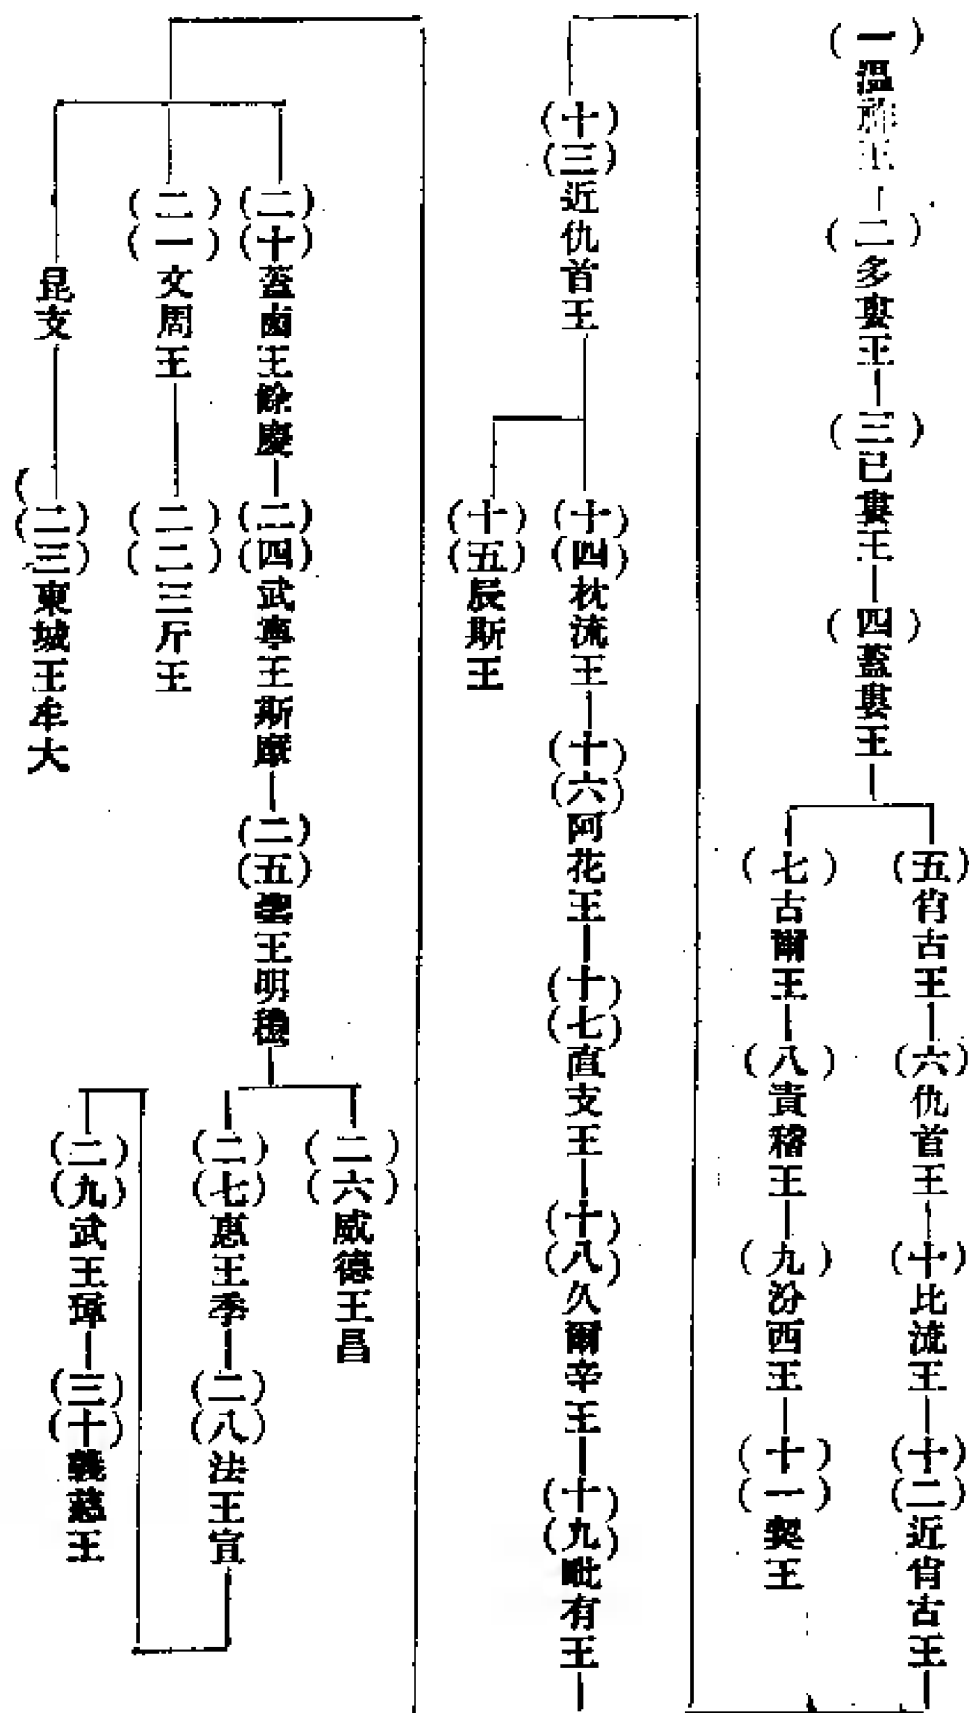 (一)溫祚王
(二)多婁王
(三)已婁王
(四)蓋婁王
(五)肖古王
(六)仇首王
(十)比流王
(十二)近肖古王
(七)古爾王
(八)責稽王
(九)汾西王
(十一)契王
(十三)近仇首王
(十四)枕流王
(十六)阿花王
(十七)直支王
(十八)久爾辛王
(十九)毗有王
(十五)辰斯王
(二十)蓋鹵王餘慶
(二四)武寧王斯摩
(二五)聖王明穠
(二六)威德王昌
(二七)惠王季
(二八)法王宣
(二九)武王璋
(三十)義慈王
(二一)文周王
(二二)三斤王
昆支
(二三)東城王牟大